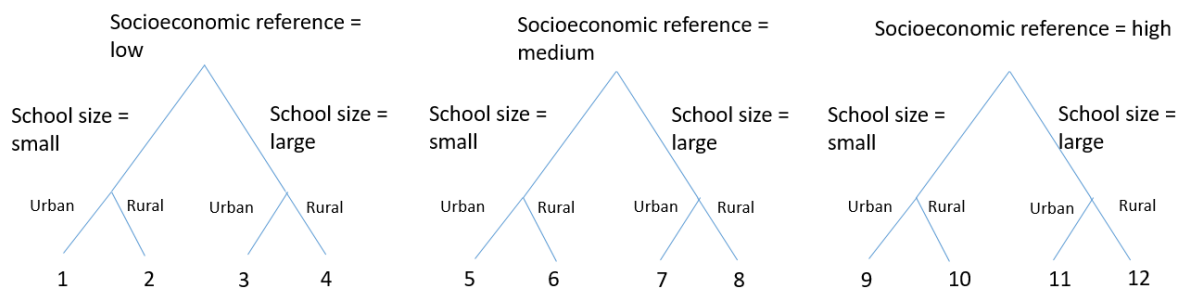 Socioeconomic reference =
low
Socioeconomic reference =
medium
Socioeconomic reference = high
School size =
small
School size =
large
School size =
small
School size =
large
School size =
small
School size =
large
Urban
Rural
Urban
Rural
Urban
Rural
Urban
Rural
Urban
Rural
Urban
Rural
1
2
3
4
5
6
7
8
9
10
11
12